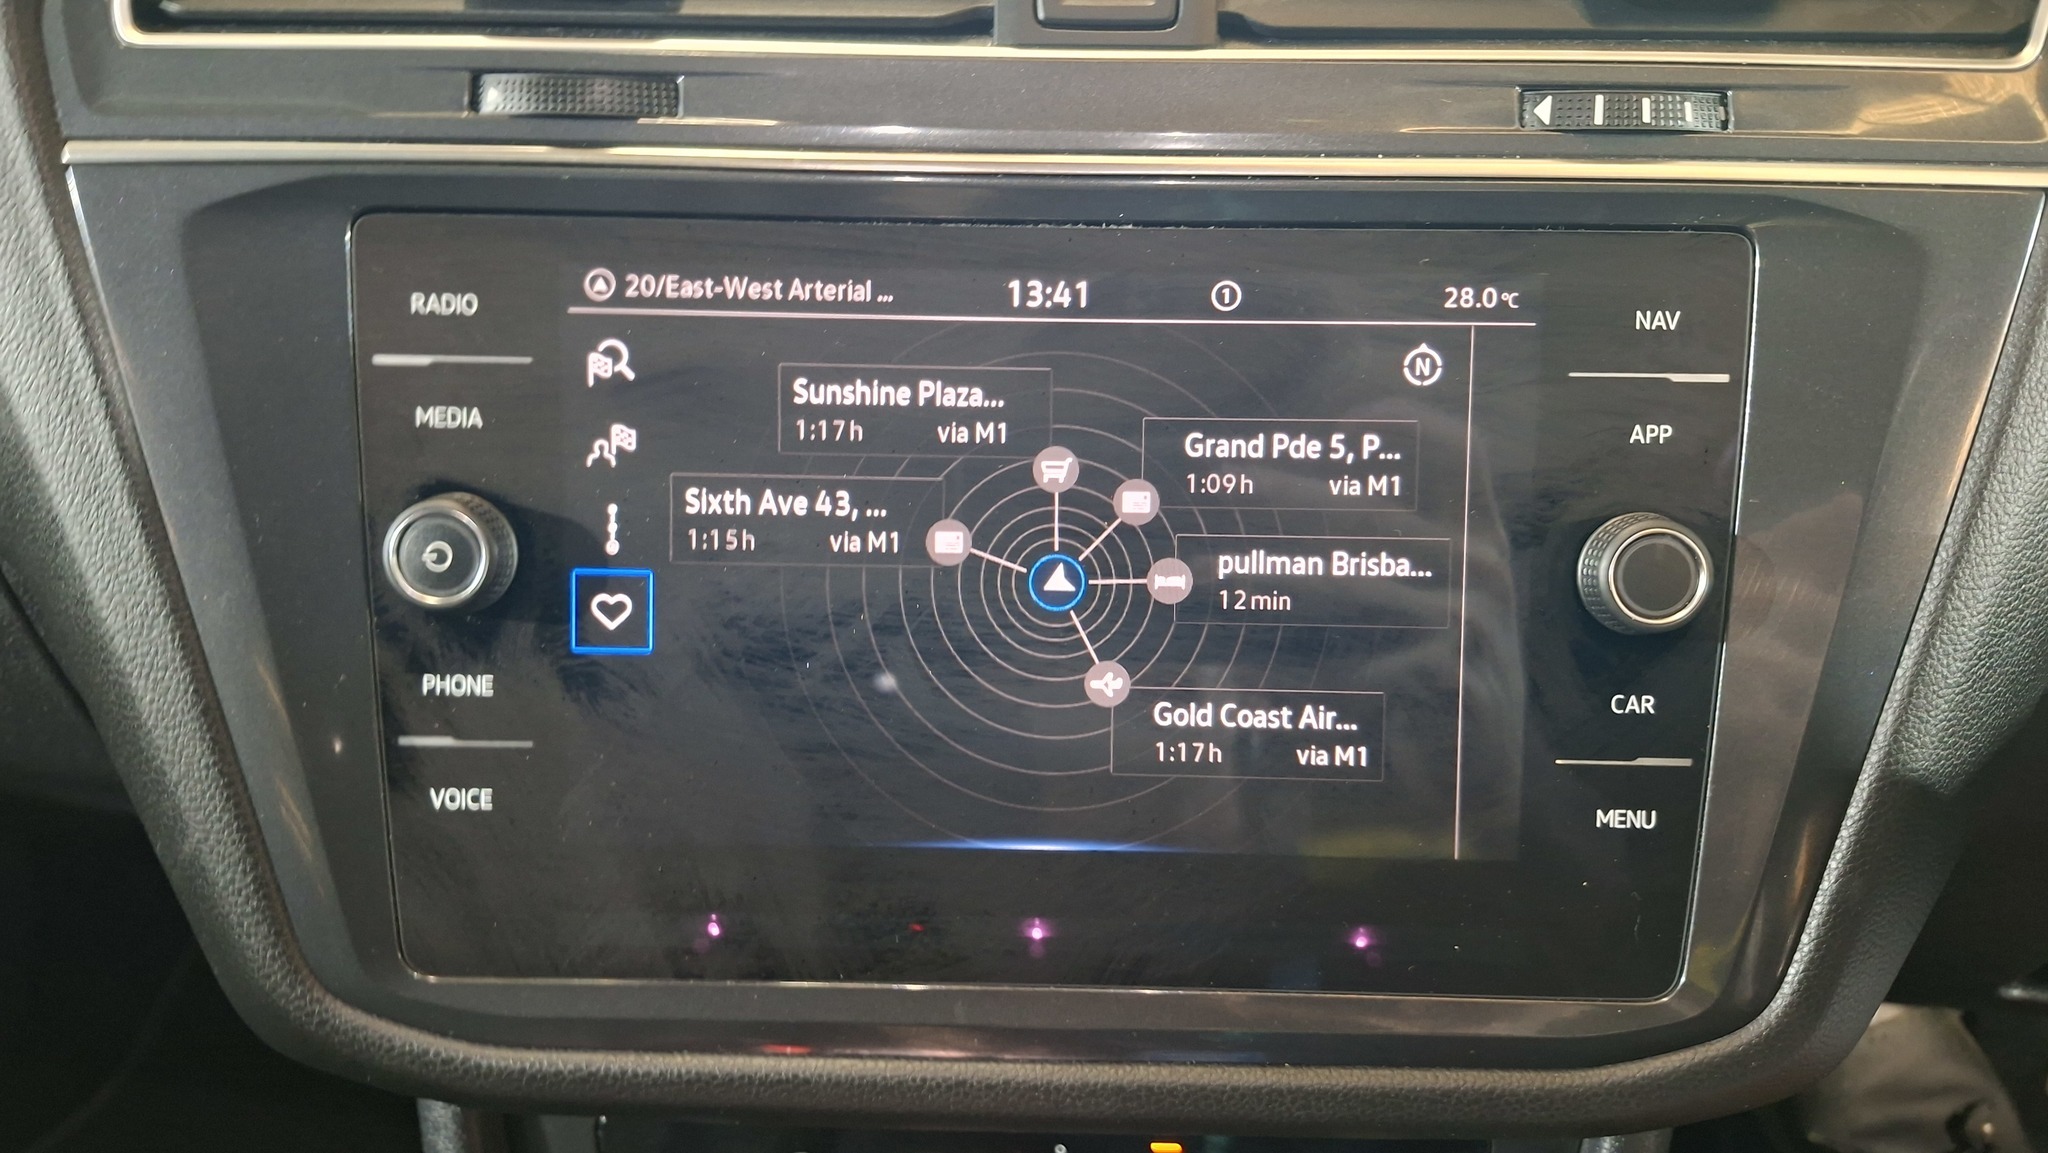 20/East-West Arterial ...
13:41
1
28.0°C
RADIO
MEDIA
PHONE
VOICE
NAV
APP
CAR
MENU
N
Sunshine Plaza...
1:17h via M1
Grand Pde 5, P...
1:09h via M1
Sixth Ave 43, ...
1:15h via M1
pullman Brisba...
12min
Gold Coast Air...
1:17h via M1